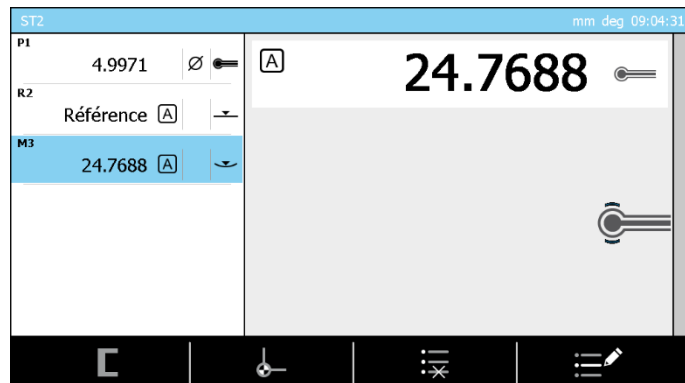 ST2 mm deg 09:04:31
P1
4.9971 Ø
R2
Référence A
M3
24.7688 A
A 24.7688